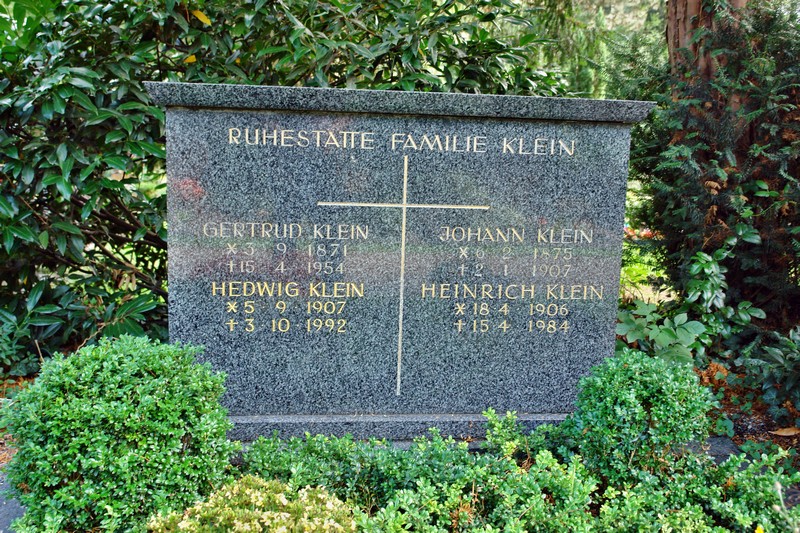 RUHESTÄTTE FAMILIE KLEIN
GERTRUD KLEIN
* 3 9 1871
† 15 4 1954
HEDWIG KLEIN
* 5 9 1907
† 3 10 1992
JOHANN KLEIN
* 6 2 1875
† 2 1 1907
HEINRICH KLEIN
* 18 4 1906
† 15 4 1984